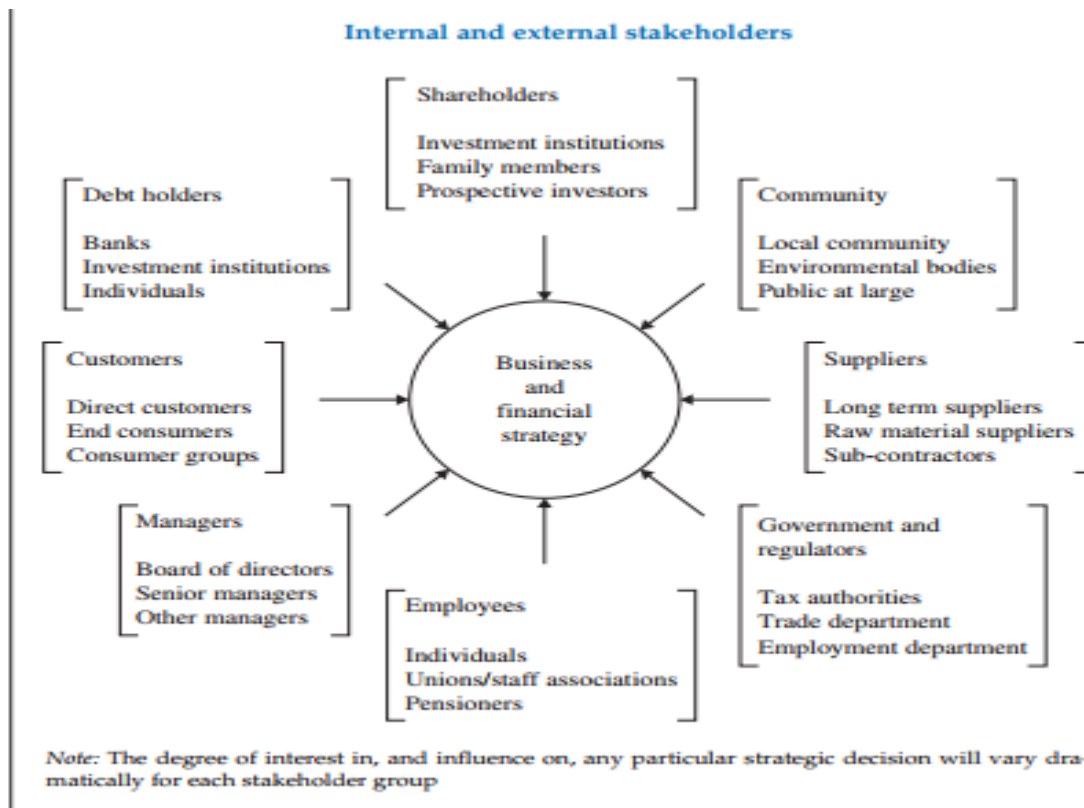 Internal and external stakeholders
Shareholders
Investment institutions
Family members
Prospective investors
Debt holders
Banks
Investment institutions
Individuals
Community
Local community
Environmental bodies
Public at large
Customers
Direct customers
End consumers
Consumer groups
Business
and
financial
strategy
Suppliers
Long term suppliers
Raw material suppliers
Sub-contractors
Managers
Board of directors
Senior managers
Other managers
Employees
Individuals
Unions/staff associations
Pensioners
Government and
regulators
Tax authorities
Trade department
Employment department
Note: The degree of interest in, and influence on, any particular strategic decision will vary dra-
matically for each stakeholder group